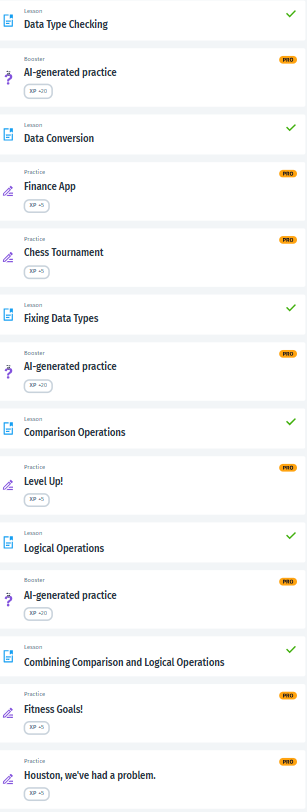 Lesson
Data Type Checking
Booster
PRO
AI-generated practice
XP +20
Lesson
Data Conversion
Practice
PRO
Finance App
XP +5
Practice
PRO
Chess Tournament
XP +5
Lesson
Fixing Data Types
Booster
PRO
AI-generated practice
XP +20
Lesson
Comparison Operations
Practice
PRO
Level Up!
XP +5
Lesson
Logical Operations
Booster
PRO
AI-generated practice
XP +20
Lesson
Combining Comparison and Logical Operations
Practice
PRO
Fitness Goals!
XP +5
Practice
PRO
Houston, we've had a problem.
XP +5